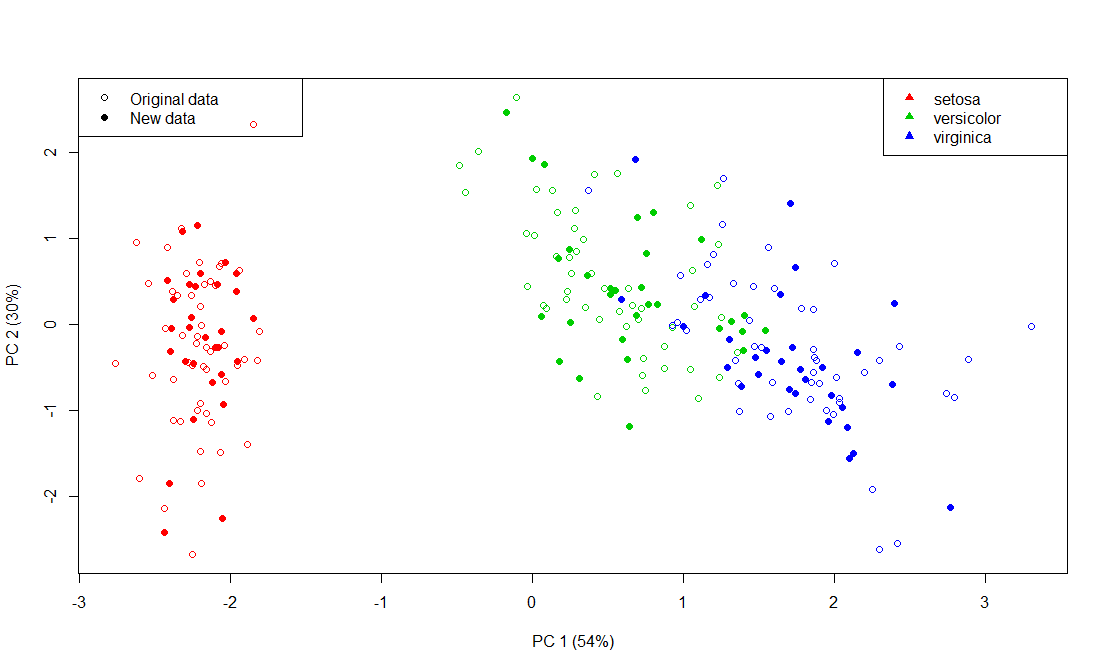 Original data
New data
setosa
versicolor
virginica
2
1
0
-1
-2
PC 2 (30%)
-3
-2
-1
0
1
2
3
PC 1 (54%)